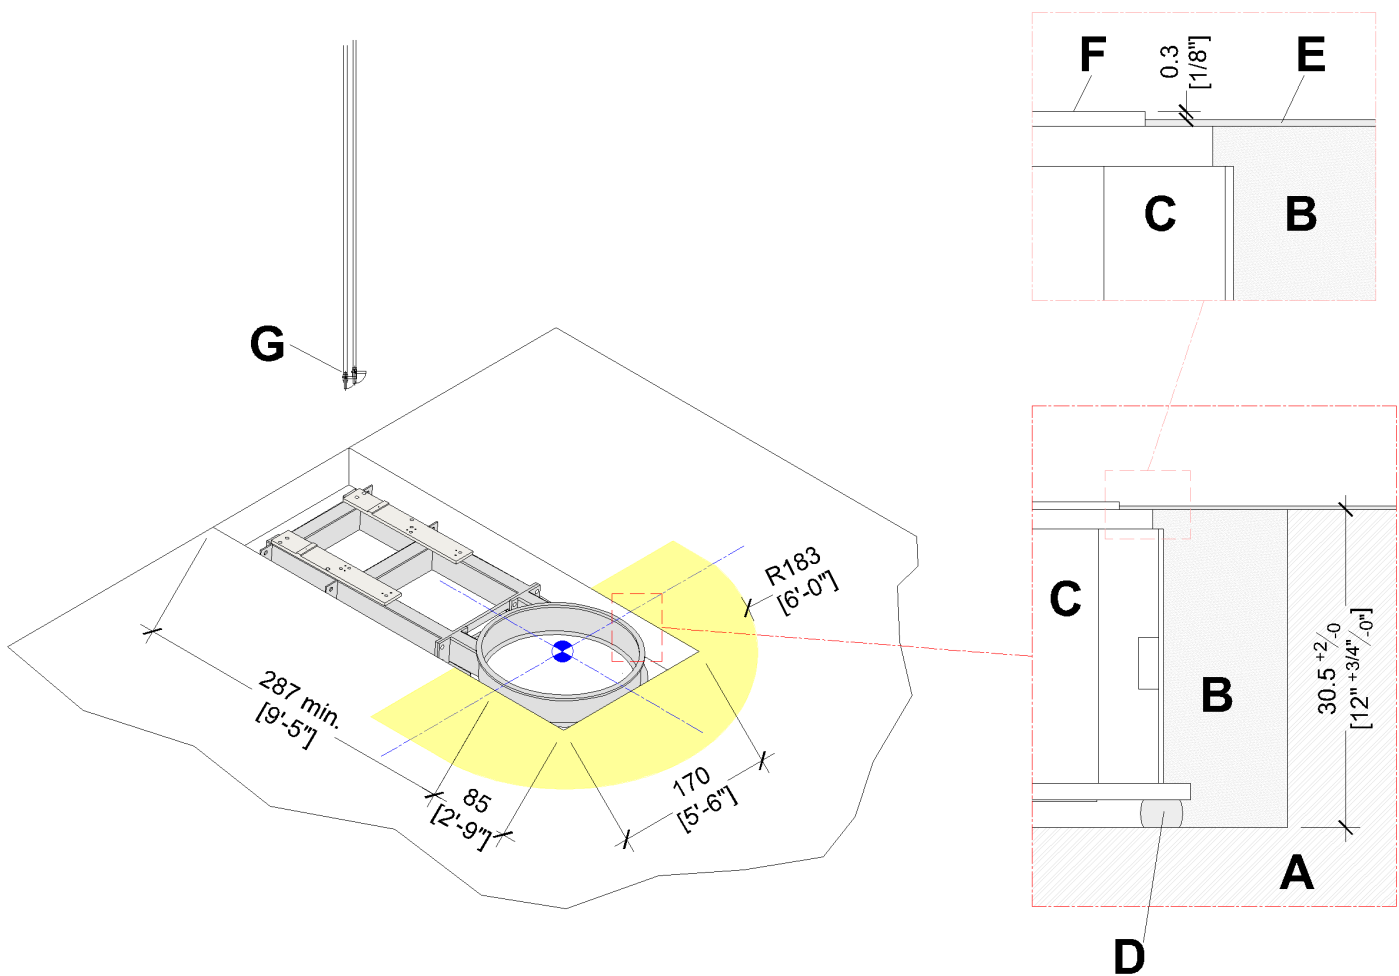 F
0.3
[1/8"]
E
C
B
G
R183
[6'-0"]
287 min.
[9'-5"]
85
[2'-9"]
170
[5'-6"]
C
B
30.5 +2/-0
[12" +3/4"/-0"]
A
D